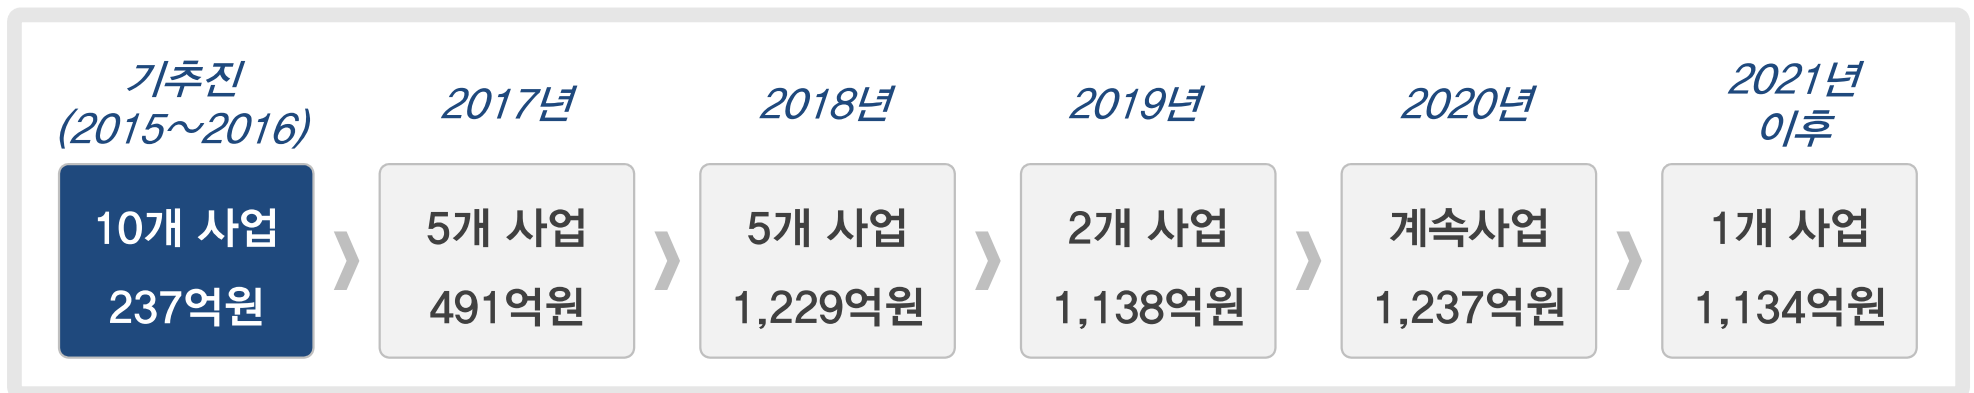 기추진
(2015～2016)
10개 사업
237억원
2017년
5개 사업
491억원
2018년
5개 사업
1,229억원
2019년
2개 사업
1,138억원
2020년
계속사업
1,237억원
2021년
이후
1개 사업
1,134억원